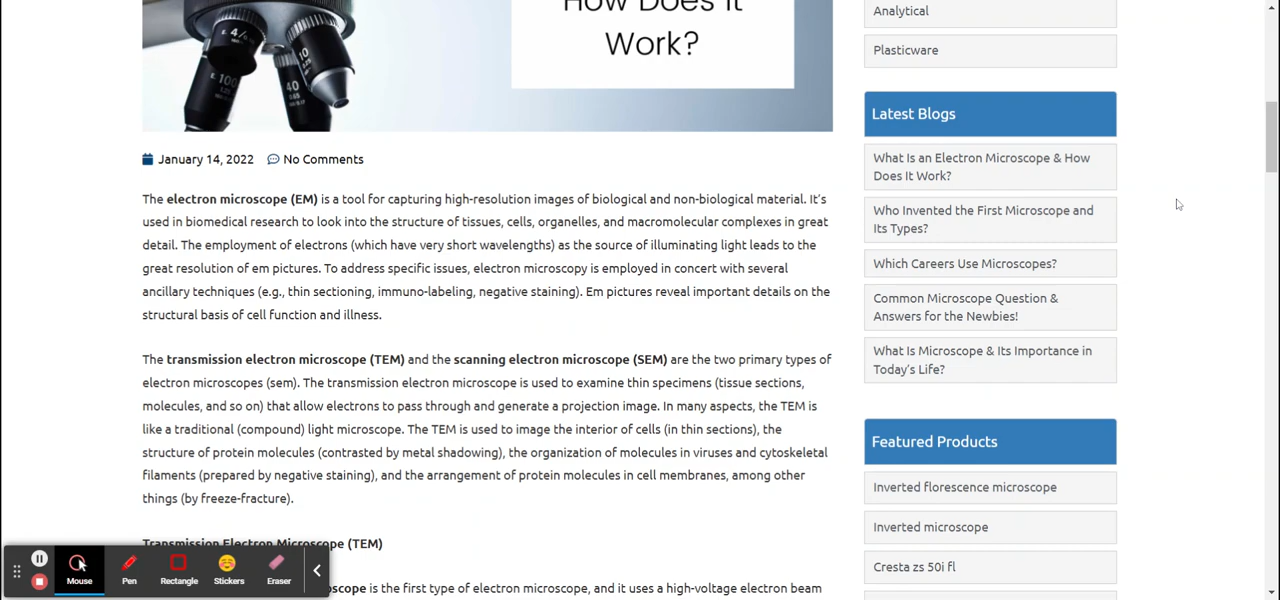 How Does It
Work?
January 14, 2022 No Comments
The electron microscope (EM) is a tool for capturing high-resolution images of biological and non-biological material. It's
used in biomedical research to look into the structure of tissues, cells, organelles, and macromolecular complexes in great
detail. The employment of electrons (which have very short wavelengths) as the source of illuminating light leads to the
great resolution of em pictures. To address specific issues, electron microscopy is employed in concert with several
ancillary techniques (e.g., thin sectioning, immuno-labeling, negative staining). Em pictures reveal important details on the
structural basis of cell function and illness.
The transmission electron microscope (TEM) and the scanning electron microscope (SEM) are the two primary types of
electron microscopes (sem). The transmission electron microscope is used to examine thin specimens (tissue sections,
molecules, and so on) that allow electrons to pass through and generate a projection image. In many aspects, the TEM is
like a traditional (compound) light microscope. The TEM is used to image the interior of cells (in thin sections), the
structure of protein molecules (contrasted by metal shadowing), the organization of molecules in viruses and cytoskeletal
filaments (prepared by negative staining), and the arrangement of protein molecules in cell membranes, among other
things (by freeze-fracture).
Transmission Electron Microscope (TEM)
scope is the first type of electron microscope, and it uses a high-voltage electron beam
Analytical
Plasticware
Latest Blogs
What Is an Electron Microscope & How
Does It Work?
Who Invented the First Microscope and
Its Types?
Which Careers Use Microscopes?
Common Microscope Question &
Answers for the Newbies!
What Is Microscope & Its Importance in
Today's Life?
Featured Products
Inverted florescence microscope
Inverted microscope
Cresta zs 50i fl
Mouse Pen Rectangle Stickers Eraser
4/
100
40
0.65
10